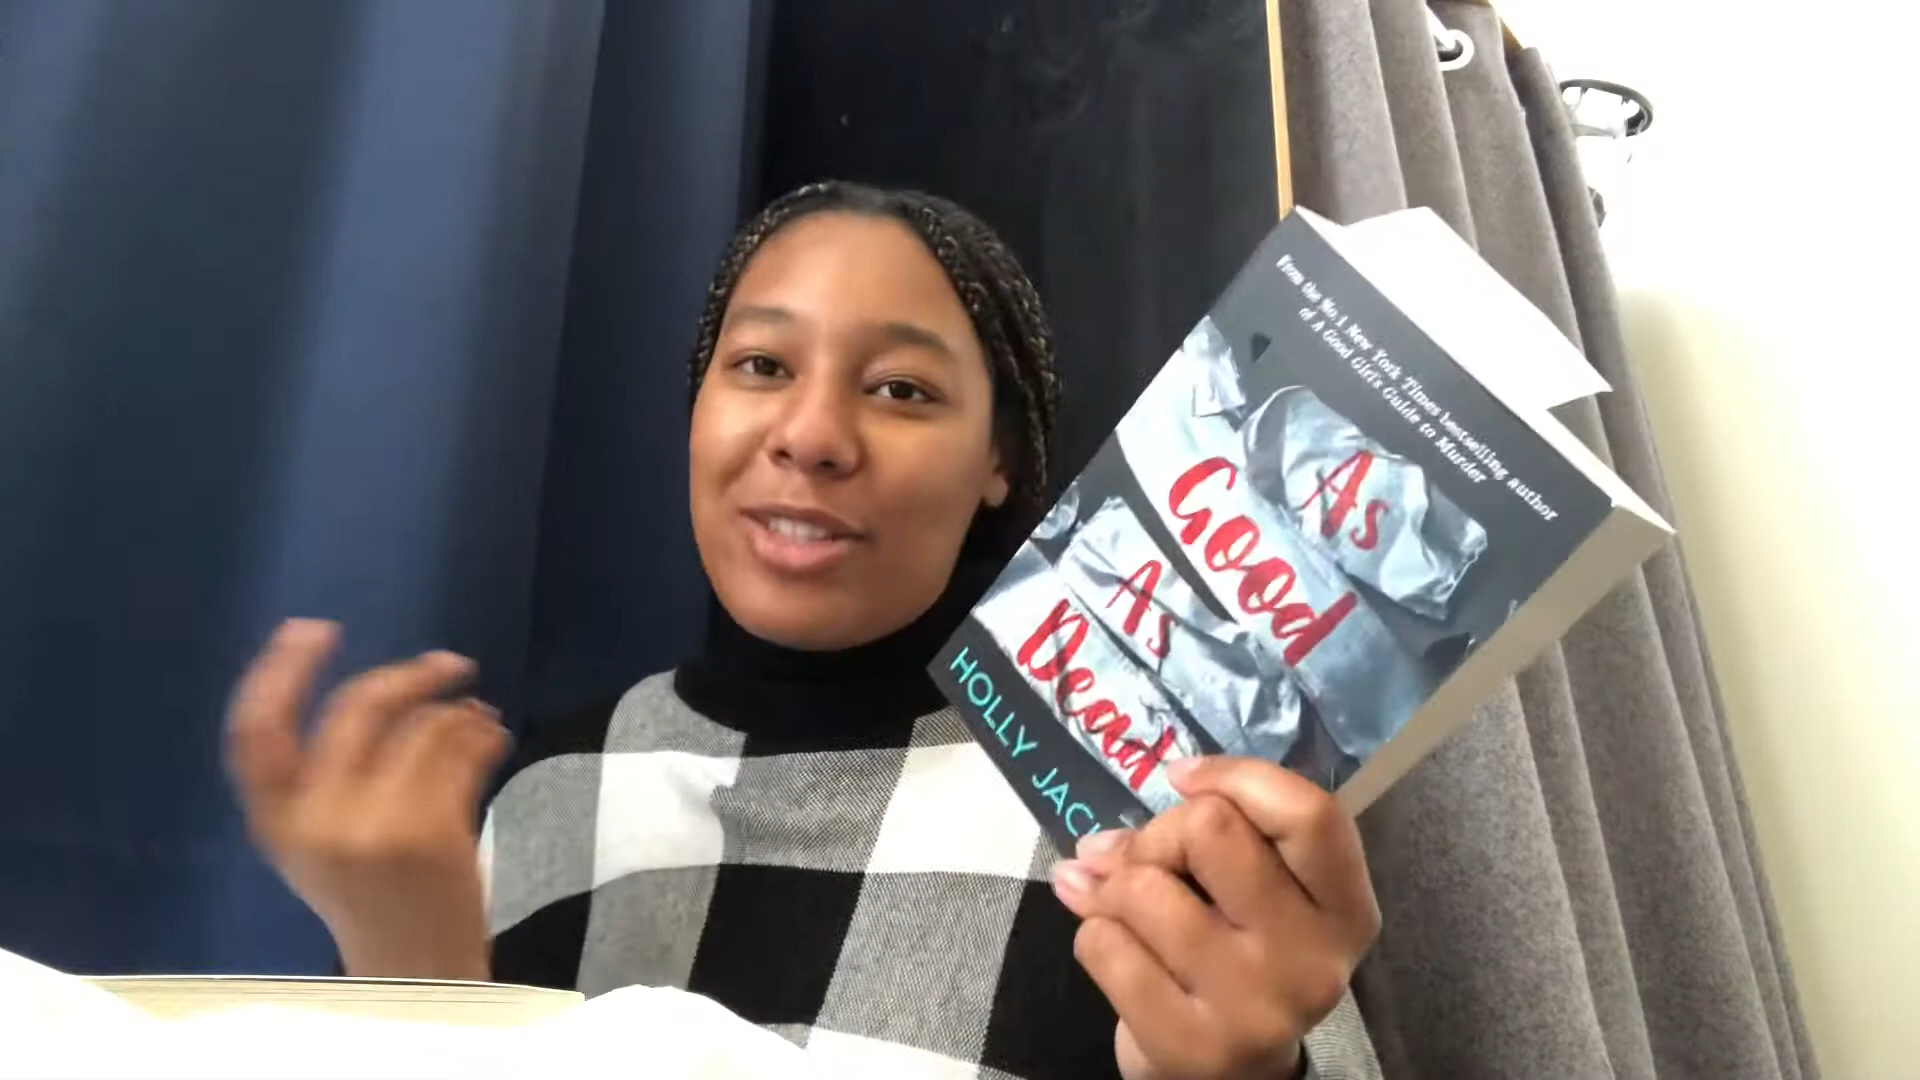 From the No.1 New York Times bestselling author
of A Good Girl's Guide to Murder
As
Good
As
Dead
HOLLY JACK